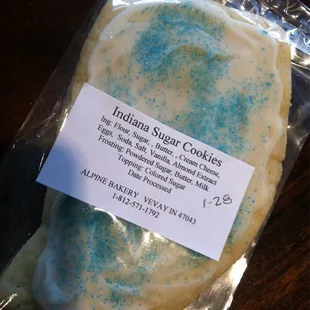 Indiana Sugar Cookies
Ing: Flour, Sugar, , Butter, , Cream Cheese,
Eggs, Soda, Salt, Vanilla, Almond Extract
Frosting: Powdered Sugar, Butter, Milk
Topping: Colored Sugar
Date Processed 1-28
ALPINE BAKERY VEVAY IN 47043
1-812-571-1792